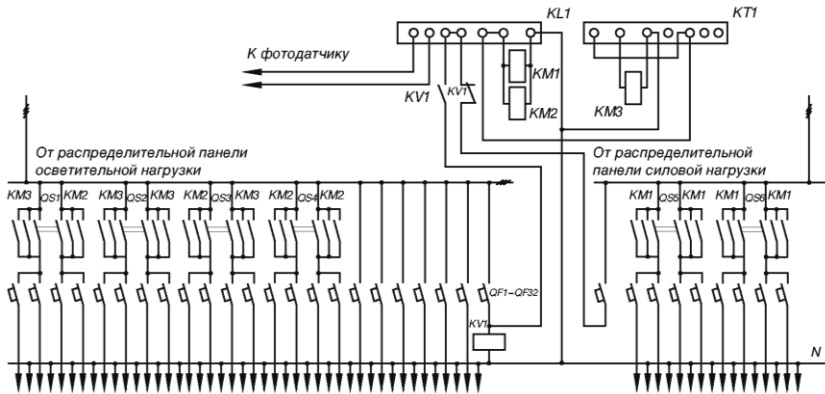 KL1
KT1
К фотодатчику
KV1
KV1
KM1
KM2
KM3
От распределительной панели
осветительной нагрузки
От распределительной
панели силовой нагрузки
KM3 QS1 KM2 KM3 QS2 KM3 KM2 QS3 KM3 KM2 QS4 KM2
KM1 QS5 KM1 KM1 QS6 KM1
QF1–QF32
KV1
N